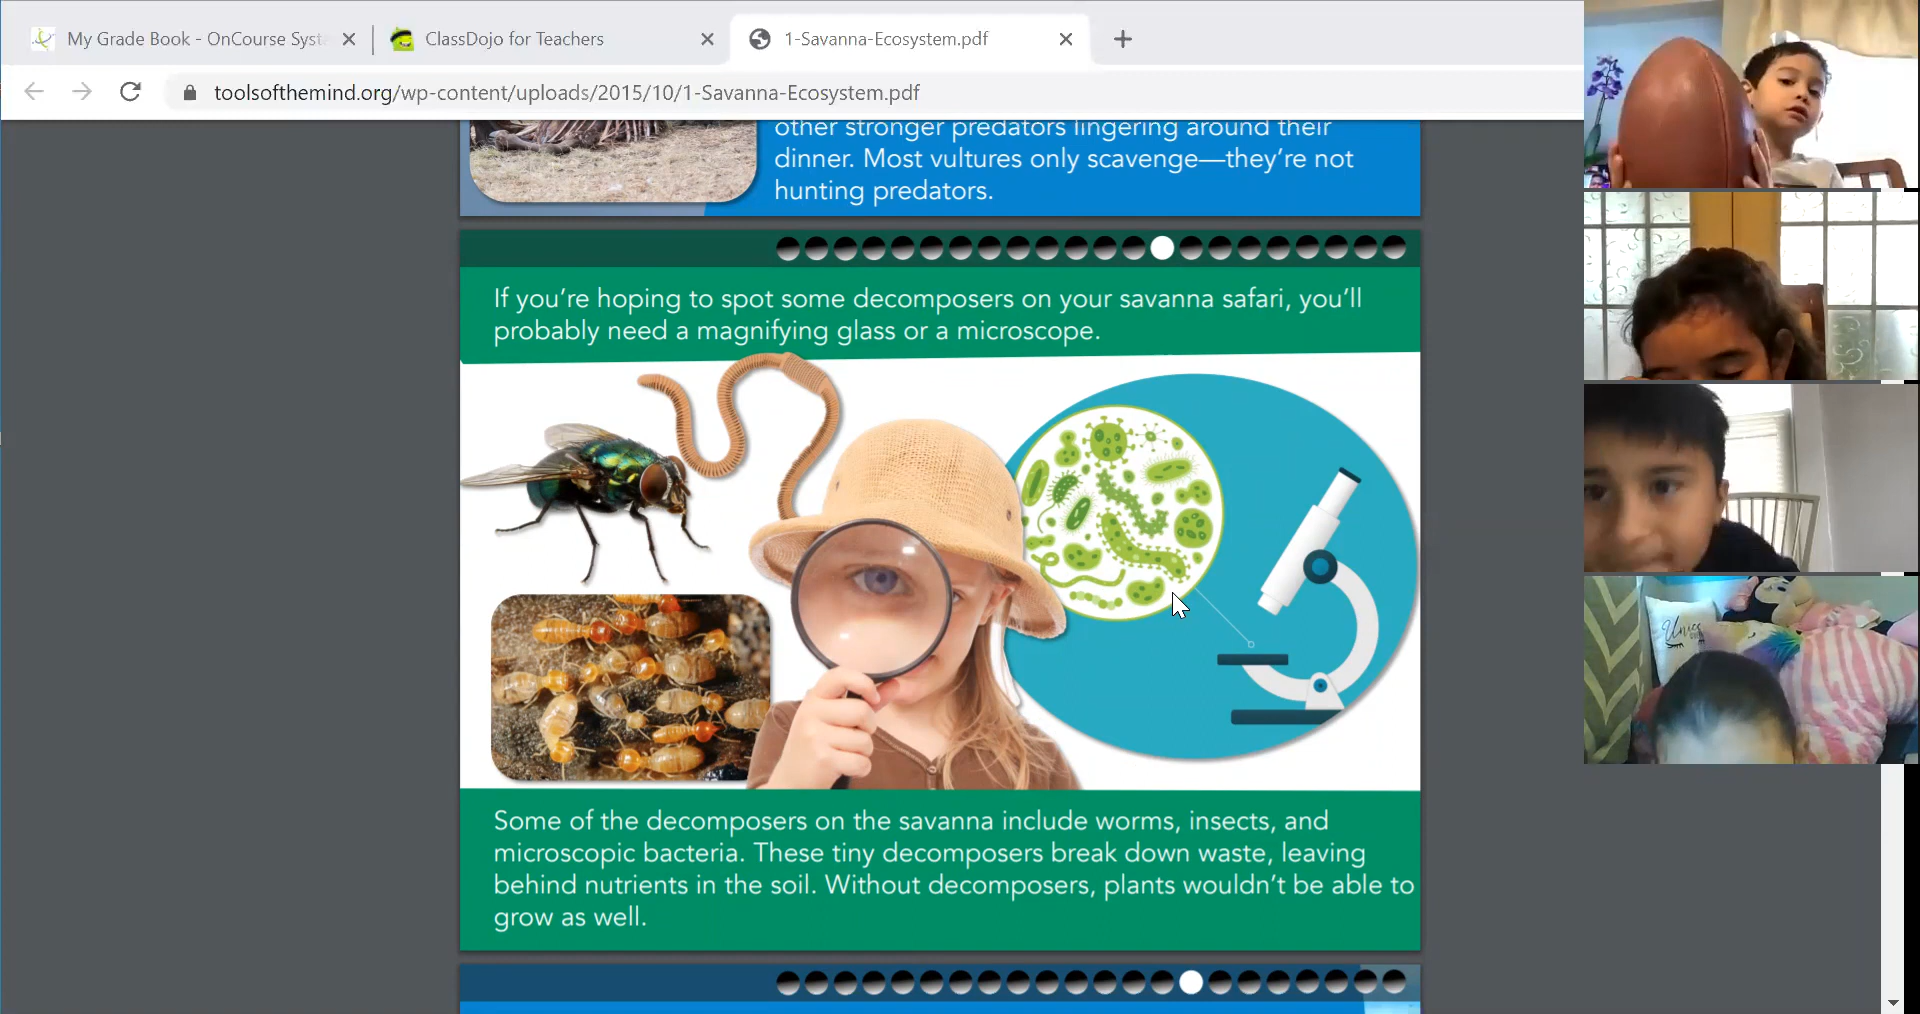 My Grade Book - OnCourse Syst
ClassDojo for Teachers
1-Savanna-Ecosystem.pdf
toolsofthemind.org/wp-content/uploads/2015/10/1-Savanna-Ecosystem.pdf
other stronger predators lingering around their
dinner. Most vultures only scavenge—they're not
hunting predators.
If you're hoping to spot some decomposers on your savanna safari, you'll
probably need a magnifying glass or a microscope.
Some of the decomposers on the savanna include worms, insects, and
microscopic bacteria. These tiny decomposers break down waste, leaving
behind nutrients in the soil. Without decomposers, plants wouldn't be able to
grow as well.